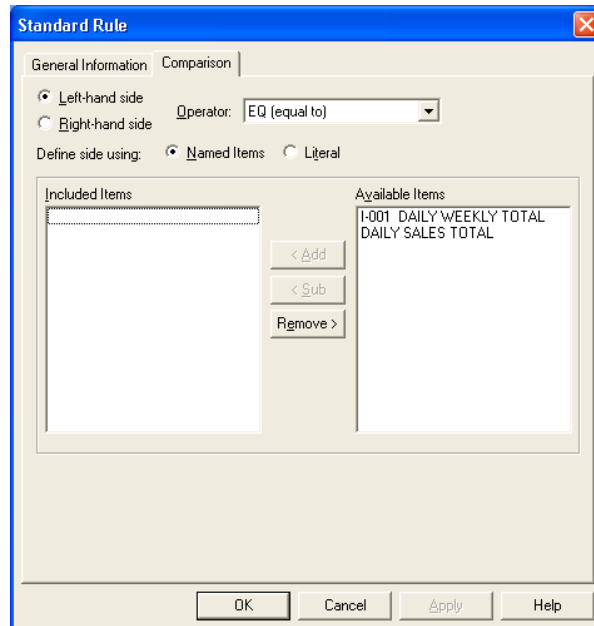 Standard Rule
General Information Comparison
Left-hand side
Right-hand side
Operator: EQ (equal to)
Define side using: Named Items Literal
Included Items
Available Items
I-001 DAILY WEEKLY TOTAL
DAILY SALES TOTAL
< Add
< Sub
Remove >
OK Cancel Apply Help